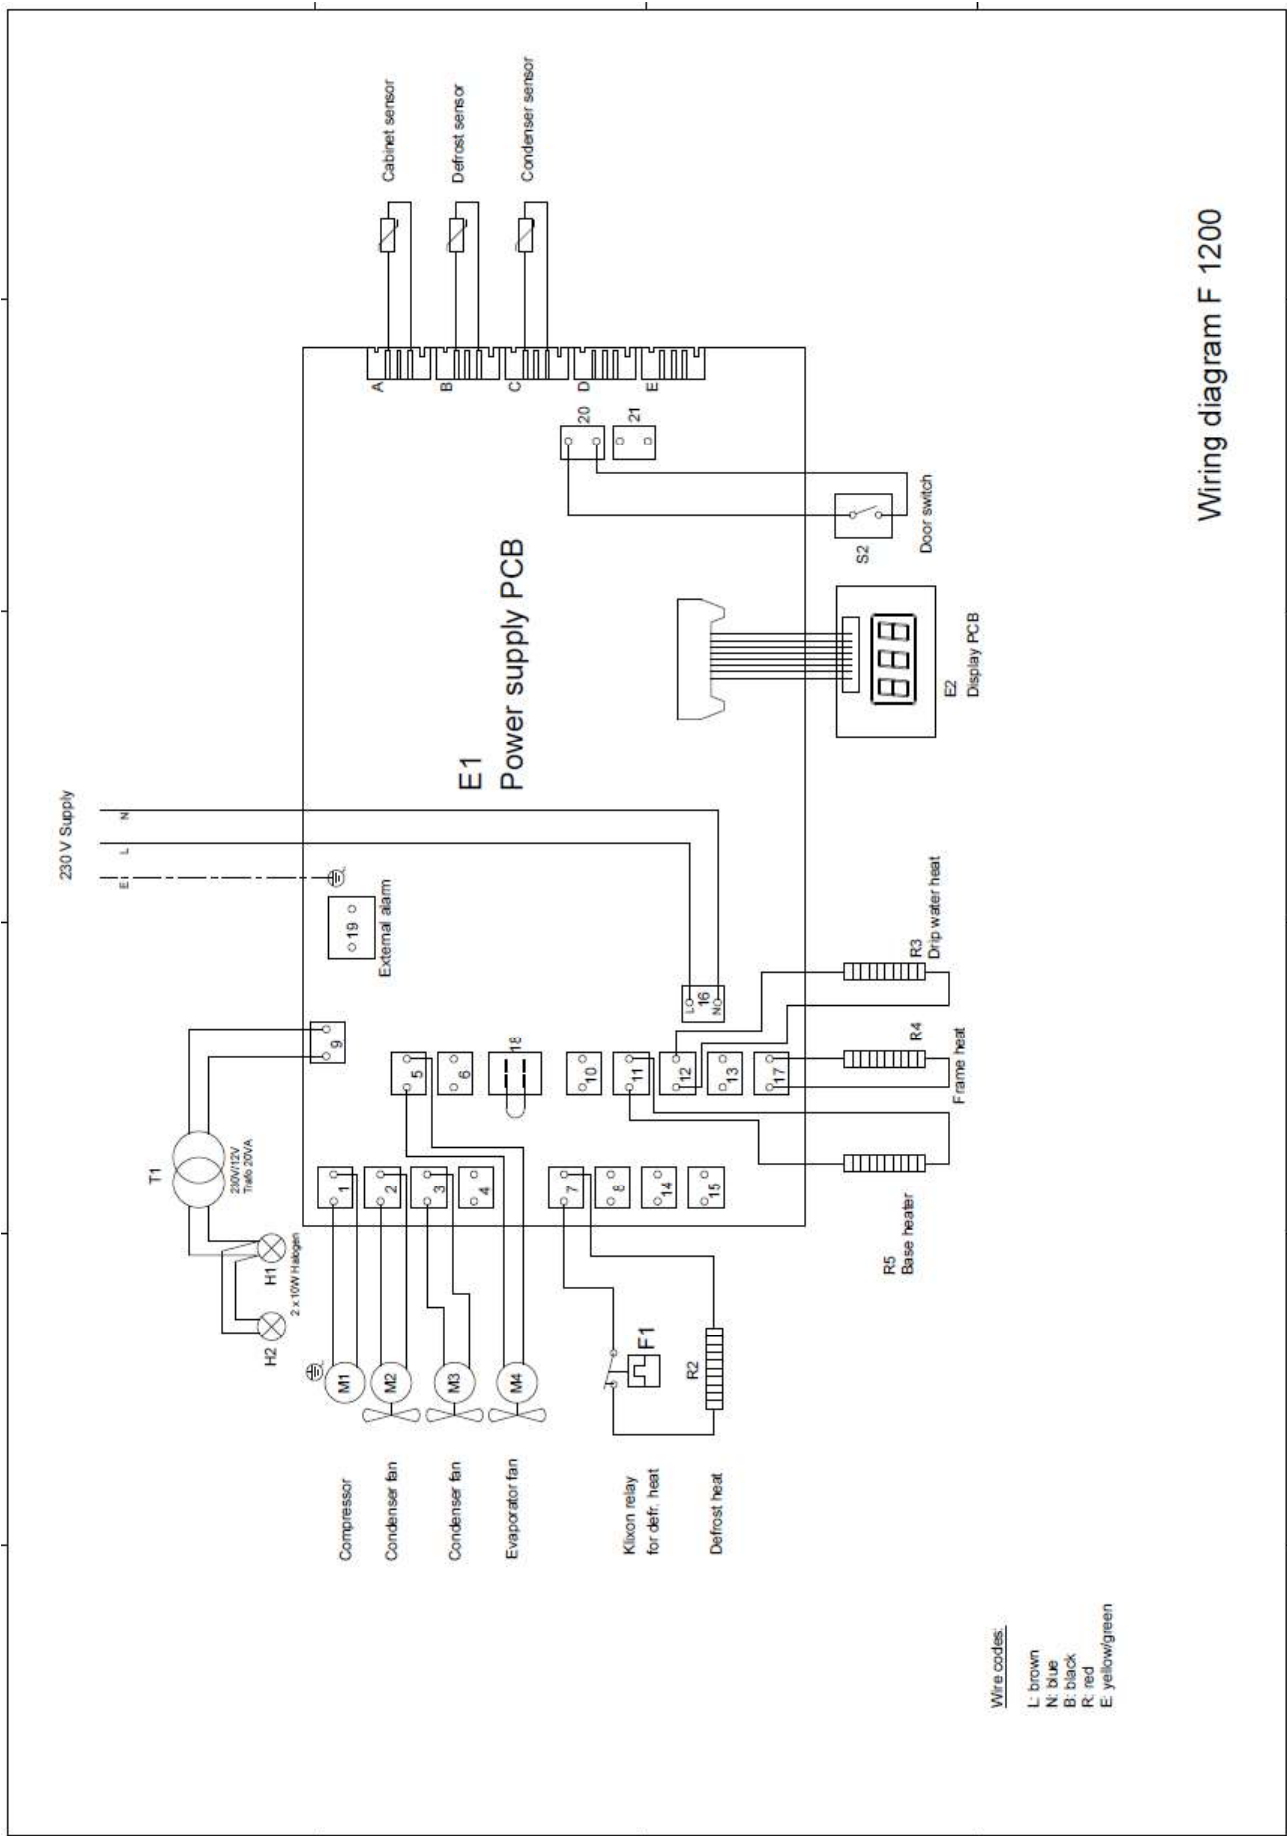 Compressor
Condenser fan
Condenser fan
Evaporator fan
Klixon relay
for defr. heat
Defrost heat
M1
M2
M3
M4
F1
R2
H2
H1
2 x 10W Halogen
T1
230V/12V
Trafo 20VA
1
2
3
4
7
8
14
15
5
6
18
10
11
12
13
17
9
16
L
N
19
External alarm
230 V Supply
E
L
N
E1
Power supply PCB
R5
Base heater
R4
Frame heat
R3
Drip water heat
E2
Display PCB
888
S2
Door switch
20
21
A
B
C
D
E
Cabinet sensor
Defrost sensor
Condenser sensor
Wire codes:
L: brown
N: blue
B: black
R: red
E: yellow/green
Wiring diagram F 1200